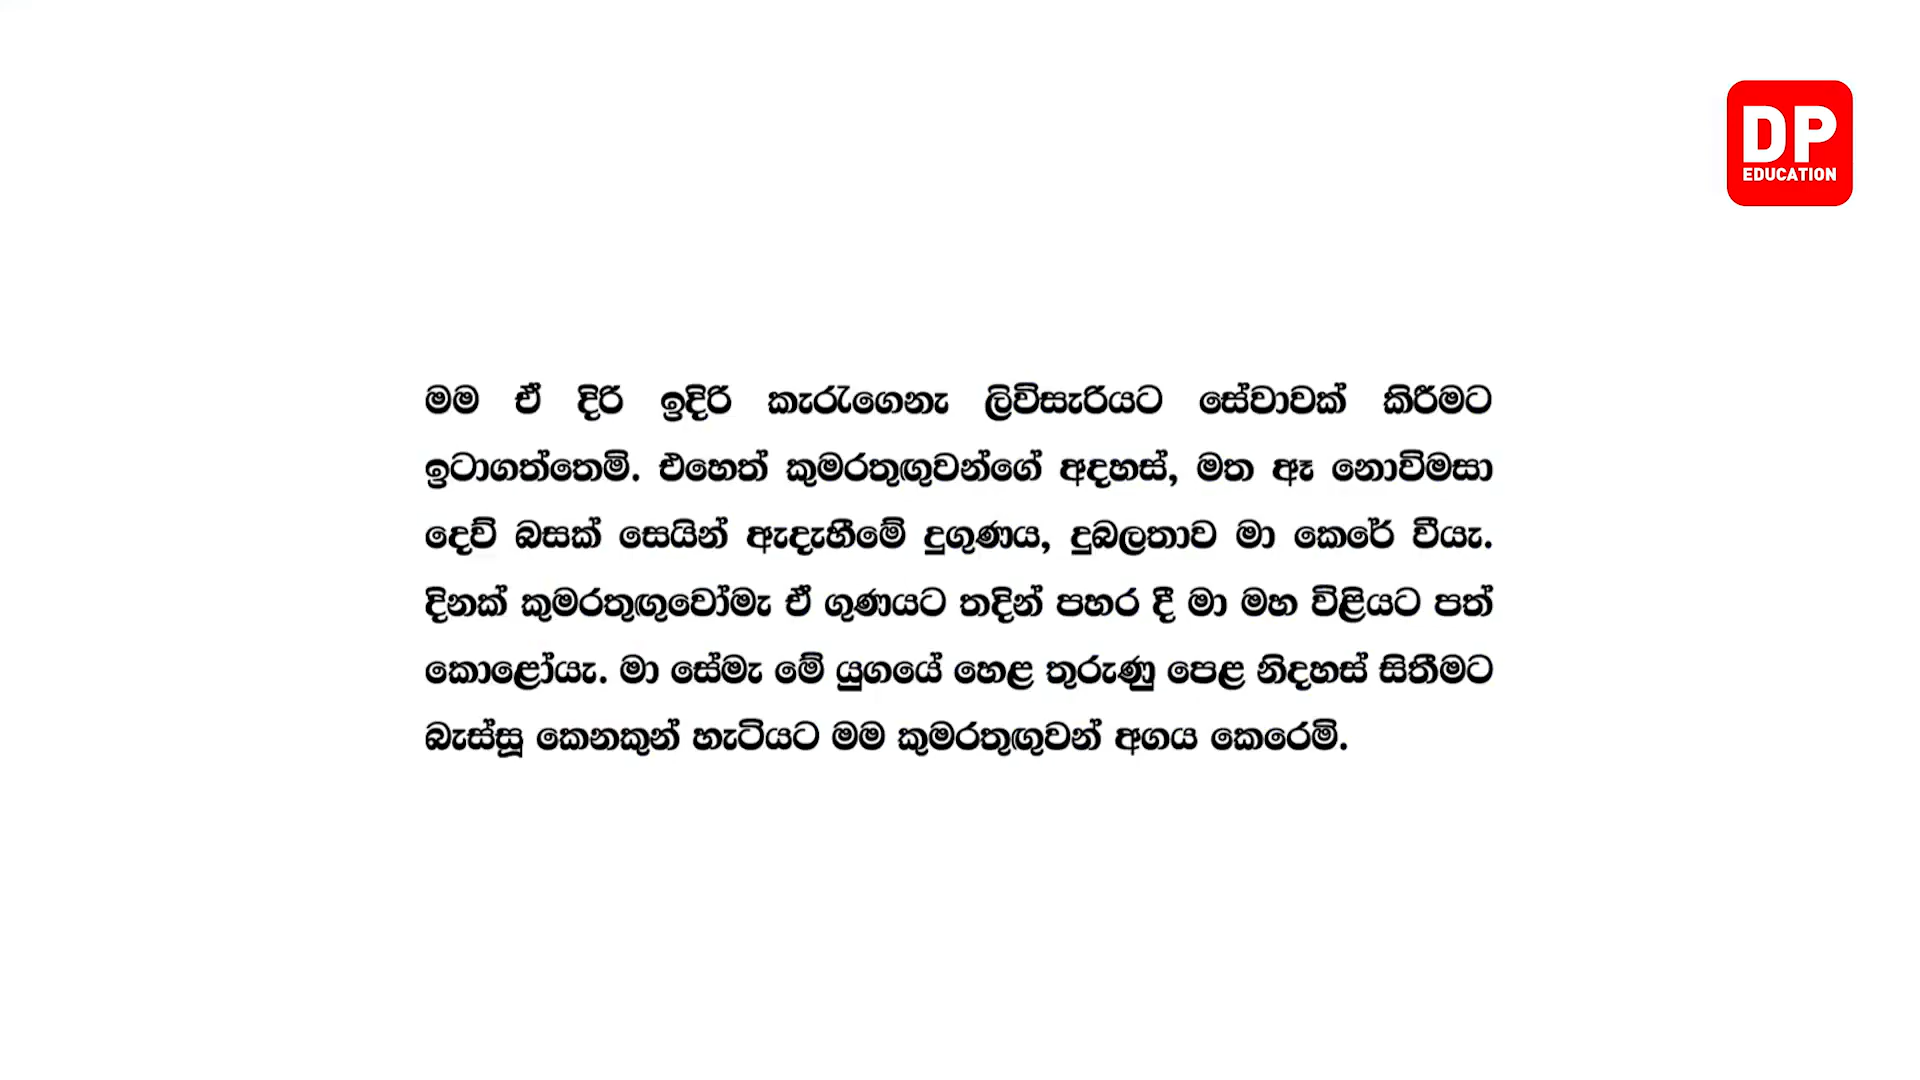 DP
EDUCATION
මම ඒ දිරි ඉදිරි කැරැගෙනැ ලිවිසැරියට සේවාවක් කිරීමට
ඉටාගත්තෙමි. එහෙත් කුමරතුඟුවන්ගේ අදහස්, මත ඈ නොවිමසා
දෙව් බසක් සෙයින් ඇදැහීමේ දුගුණය, දුබලතාව මා කෙරේ වීයැ.
දිනක් කුමරතුඟුවෝමැ ඒ ගුණයට තදින් පහර දී මා මහ විළියට පත්
කොළෝයැ. මා සේමැ මේ යුගයේ හෙළ තුරුණු පෙළ නිදහස් සිතීමට
බැස්සූ කෙනකුන් හැටියට මම කුමරතුඟුවන් අගය කෙරෙමි.